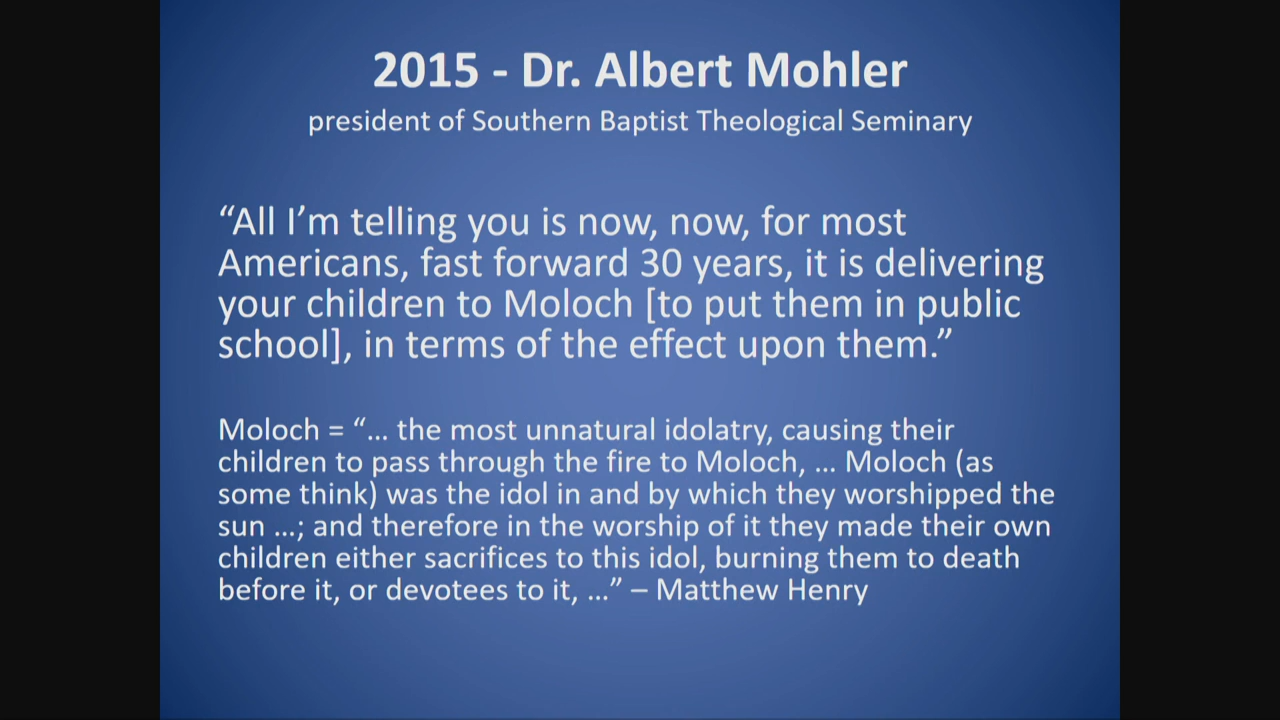 2015 - Dr. Albert Mohler
president of Southern Baptist Theological Seminary
“All I’m telling you is now, now, for most
Americans, fast forward 30 years, it is delivering
your children to Moloch [to put them in public
school], in terms of the effect upon them.”
Moloch = “... the most unnatural idolatry, causing their
children to pass through the fire to Moloch, ... Moloch (as
some think) was the idol in and by which they worshipped the
sun ...; and therefore in the worship of it they made their own
children either sacrifices to this idol, burning them to death
before it, or devotees to it, ...” – Matthew Henry